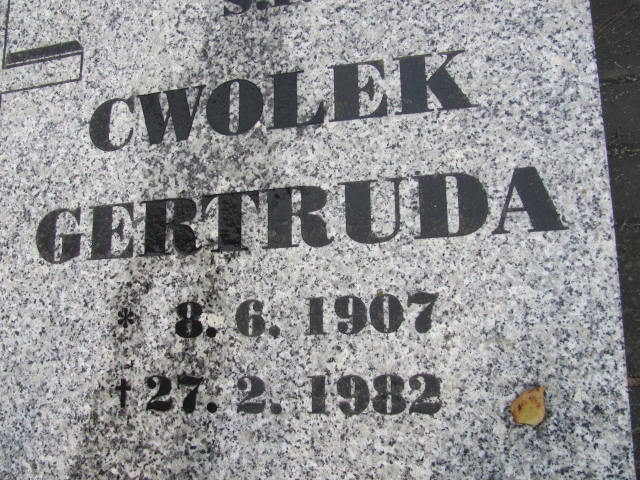 CWOLEK
GERTRUDA
* 8. 6. 1907
† 27. 2. 1982